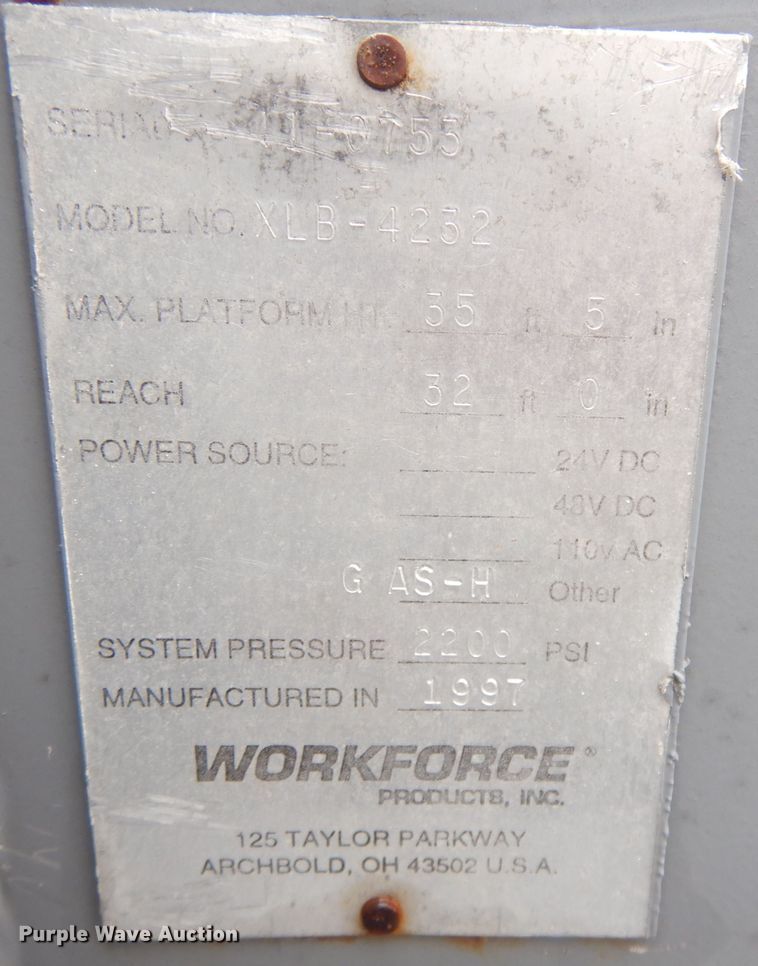 SERIAL 11-0753
MODEL NO. XLB-4232
MAX. PLATFORM HT. 35 ft 5 in
REACH 32 ft 0 in
POWER SOURCE: 24V DC
48V DC
110v AC
GAS-H Other
SYSTEM PRESSURE 2200 PSI
MANUFACTURED IN 1997
WORKFORCE®
PRODUCTS, INC.
125 TAYLOR PARKWAY
ARCHBOLD, OH 43502 U.S.A.
Purple Wave Auction